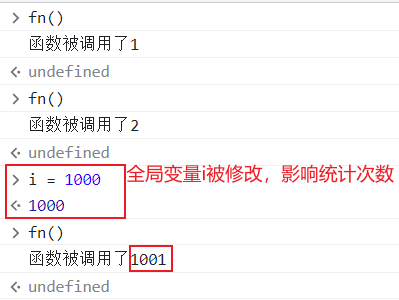 > fn()
函数被调用了1
<· undefined
> fn()
函数被调用了2
<· undefined
> i = 1000 全局变量i被修改，影响统计次数
<· 1000
> fn()
函数被调用了1001
<· undefined